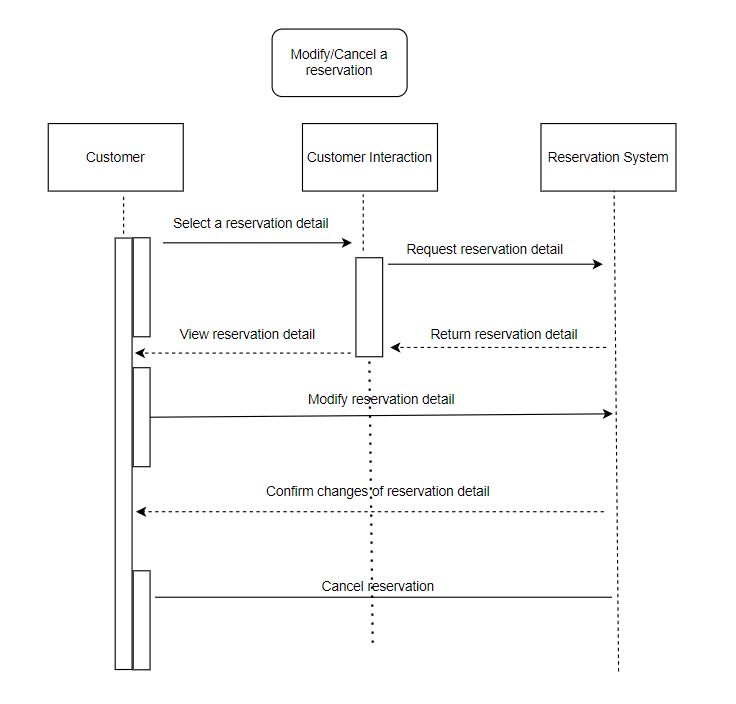 Modify/Cancel a
reservation
Customer
Customer Interaction
Reservation System
Select a reservation detail
Request reservation detail
View reservation detail
Return reservation detail
Modify reservation detail
Confirm changes of reservation detail
Cancel reservation